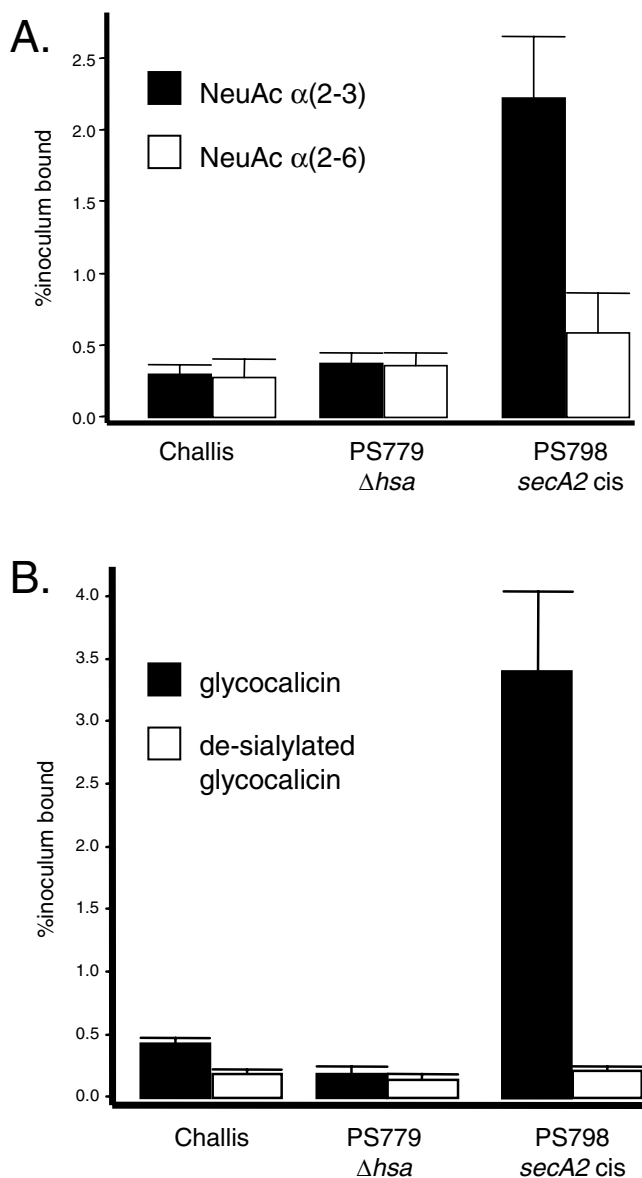 A.
2.5
2.0
1.0
0.5
0.0
%inoculum bound
NeuAc α(2-3)
NeuAc α(2-6)
Challis
PS779
Δhsa
PS798
secA2 cis
B.
4.0
3.5
3.0
2.5
2.0
1.5
1.0
0.5
0.0
%inoculum bound
glycocalicin
de-sialylated
glycocalicin
Challis
PS779
Δhsa
PS798
secA2 cis